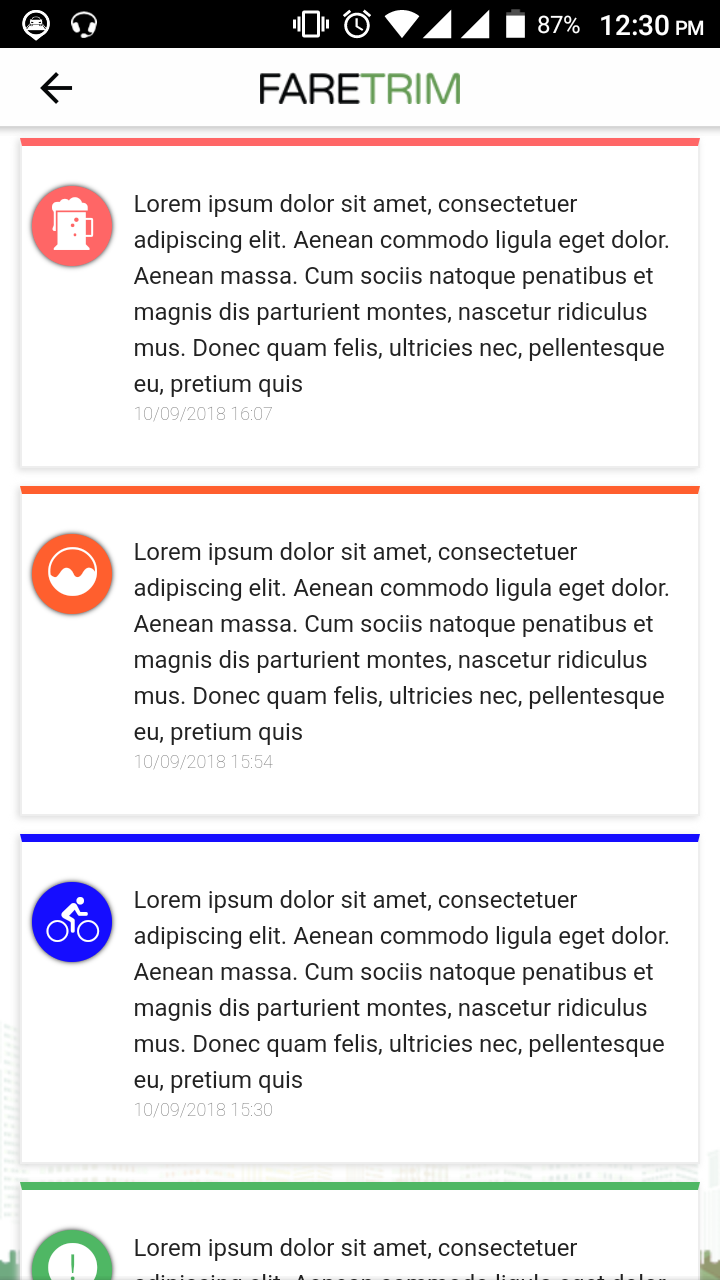 87% 12:30 PM
FARETRIM
Lorem ipsum dolor sit amet, consectetuer
adipiscing elit. Aenean commodo ligula eget dolor.
Aenean massa. Cum sociis natoque penatibus et
magnis dis parturient montes, nascetur ridiculus
mus. Donec quam felis, ultricies nec, pellentesque
eu, pretium quis
10/09/2018 16:07
Lorem ipsum dolor sit amet, consectetuer
adipiscing elit. Aenean commodo ligula eget dolor.
Aenean massa. Cum sociis natoque penatibus et
magnis dis parturient montes, nascetur ridiculus
mus. Donec quam felis, ultricies nec, pellentesque
eu, pretium quis
10/09/2018 15:54
Lorem ipsum dolor sit amet, consectetuer
adipiscing elit. Aenean commodo ligula eget dolor.
Aenean massa. Cum sociis natoque penatibus et
magnis dis parturient montes, nascetur ridiculus
mus. Donec quam felis, ultricies nec, pellentesque
eu, pretium quis
10/09/2018 15:30
Lorem ipsum dolor sit amet, consectetuer